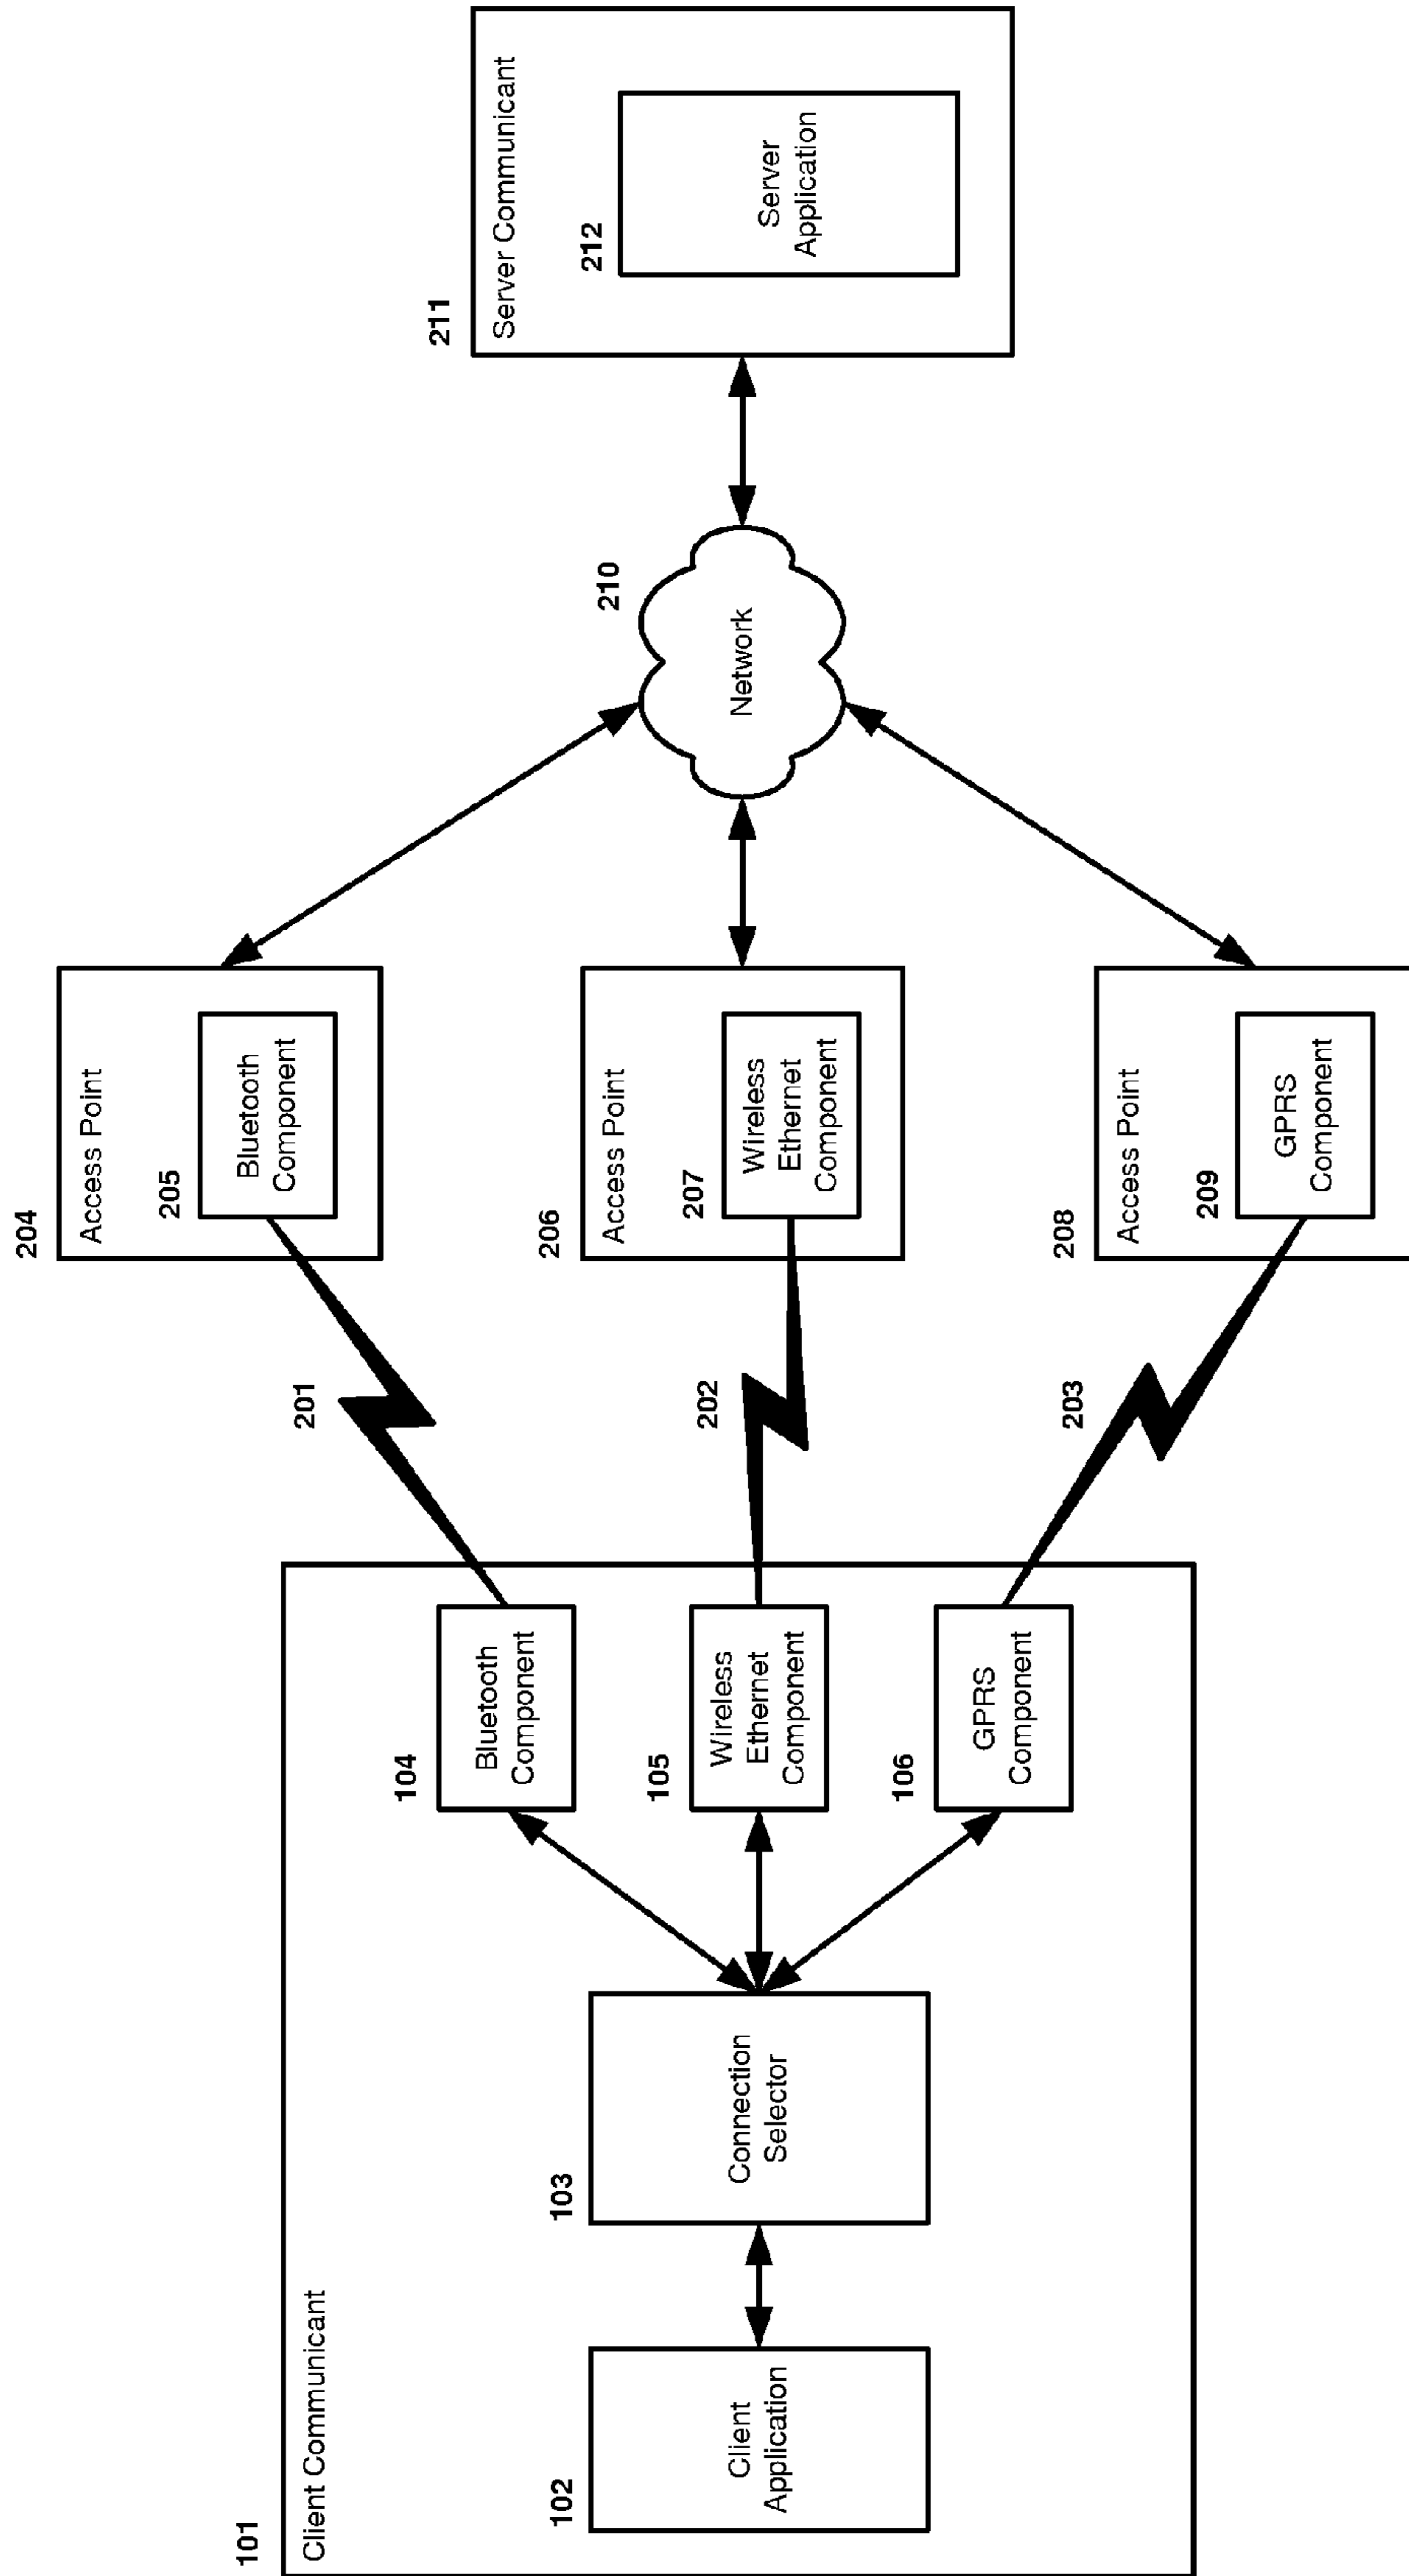 101
Client Communicant
102
Client
Application
103
Connection
Selector
104
Bluetooth
Component
105
Wireless
Ethernet
Component
106
GPRS
Component
201
202
203
204
Access Point
205
Bluetooth
Component
206
Access Point
207
Wireless
Ethernet
Component
208
Access Point
209
GPRS
Component
210
Network
211
Server Communicant
212
Server
Application